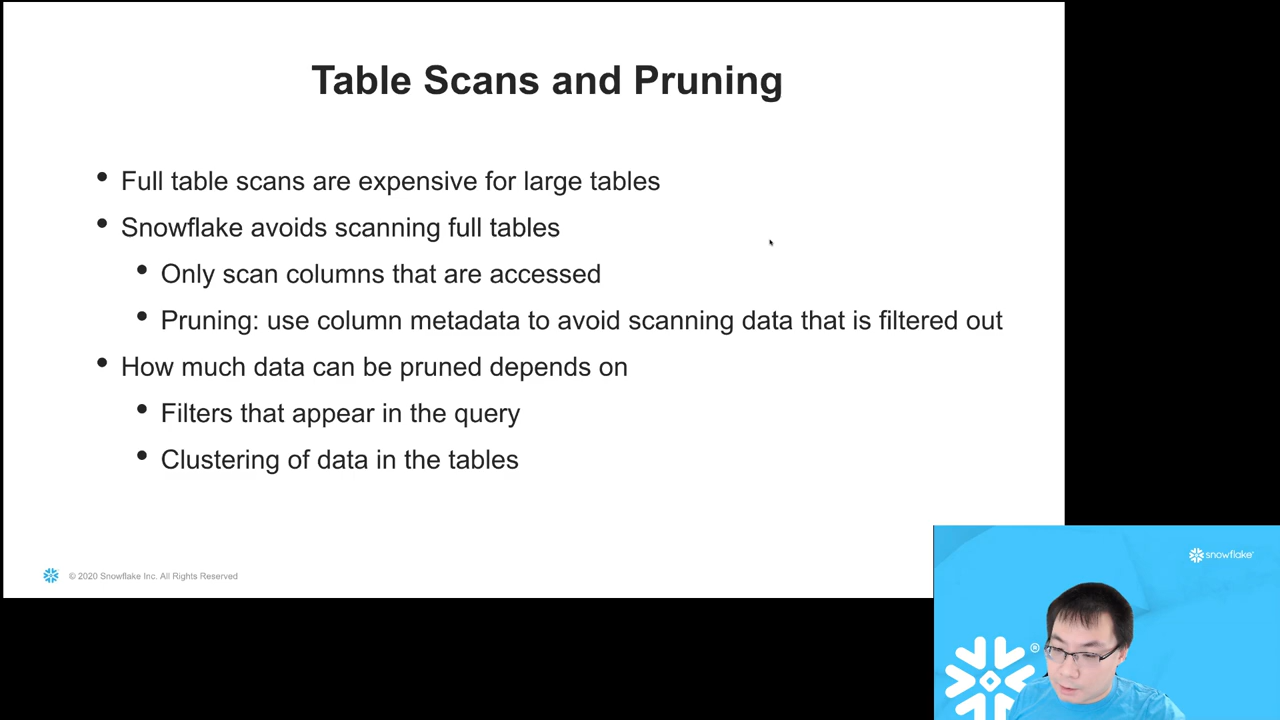 Table Scans and Pruning
• Full table scans are expensive for large tables
• Snowflake avoids scanning full tables
• Only scan columns that are accessed
• Pruning: use column metadata to avoid scanning data that is filtered out
• How much data can be pruned depends on
• Filters that appear in the query
• Clustering of data in the tables
© 2020 Snowflake Inc. All Rights Reserved
snowflake
®